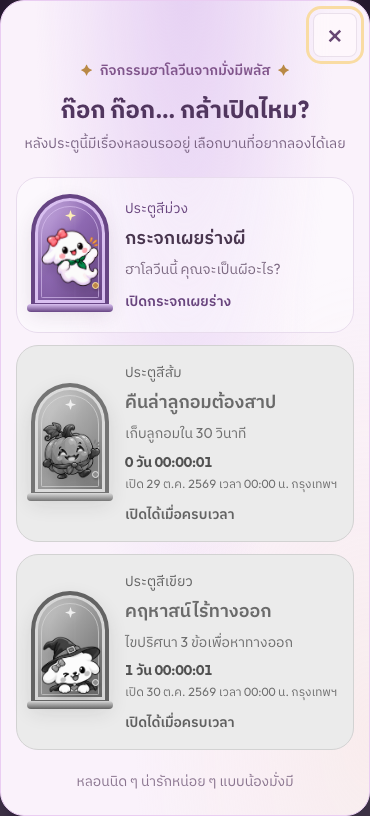 ✦ กิจกรรมฮาโลวีนจากมั่งมีพลัส ✦
ก๊อก ก๊อก... กล้าเปิดไหม?
หลังประตูนี้มีเรื่องหลอนรออยู่ เลือกบานที่อยากลองได้เลย
ประตูสีม่วง
กระจกเผยร่างผี
ฮาโลวีนนี้ คุณจะเป็นผีอะไร?
เปิดกระจกเผยร่าง
ประตูสีส้ม
คืนล่าลูกอมต้องสาป
เก็บลูกอมใน 30 วินาที
0 วัน 00:00:01
เปิด 29 ต.ค. 2569 เวลา 00:00 น. กรุงเทพฯ
เปิดได้เมื่อครบเวลา
ประตูสีเขียว
คฤหาสน์ไร้ทางออก
ไขปริศนา 3 ข้อเพื่อหาทางออก
1 วัน 00:00:01
เปิด 30 ต.ค. 2569 เวลา 00:00 น. กรุงเทพฯ
เปิดได้เมื่อครบเวลา
หลอนนิด ๆ น่ารักหน่อย ๆ แบบน้องมั่งมี